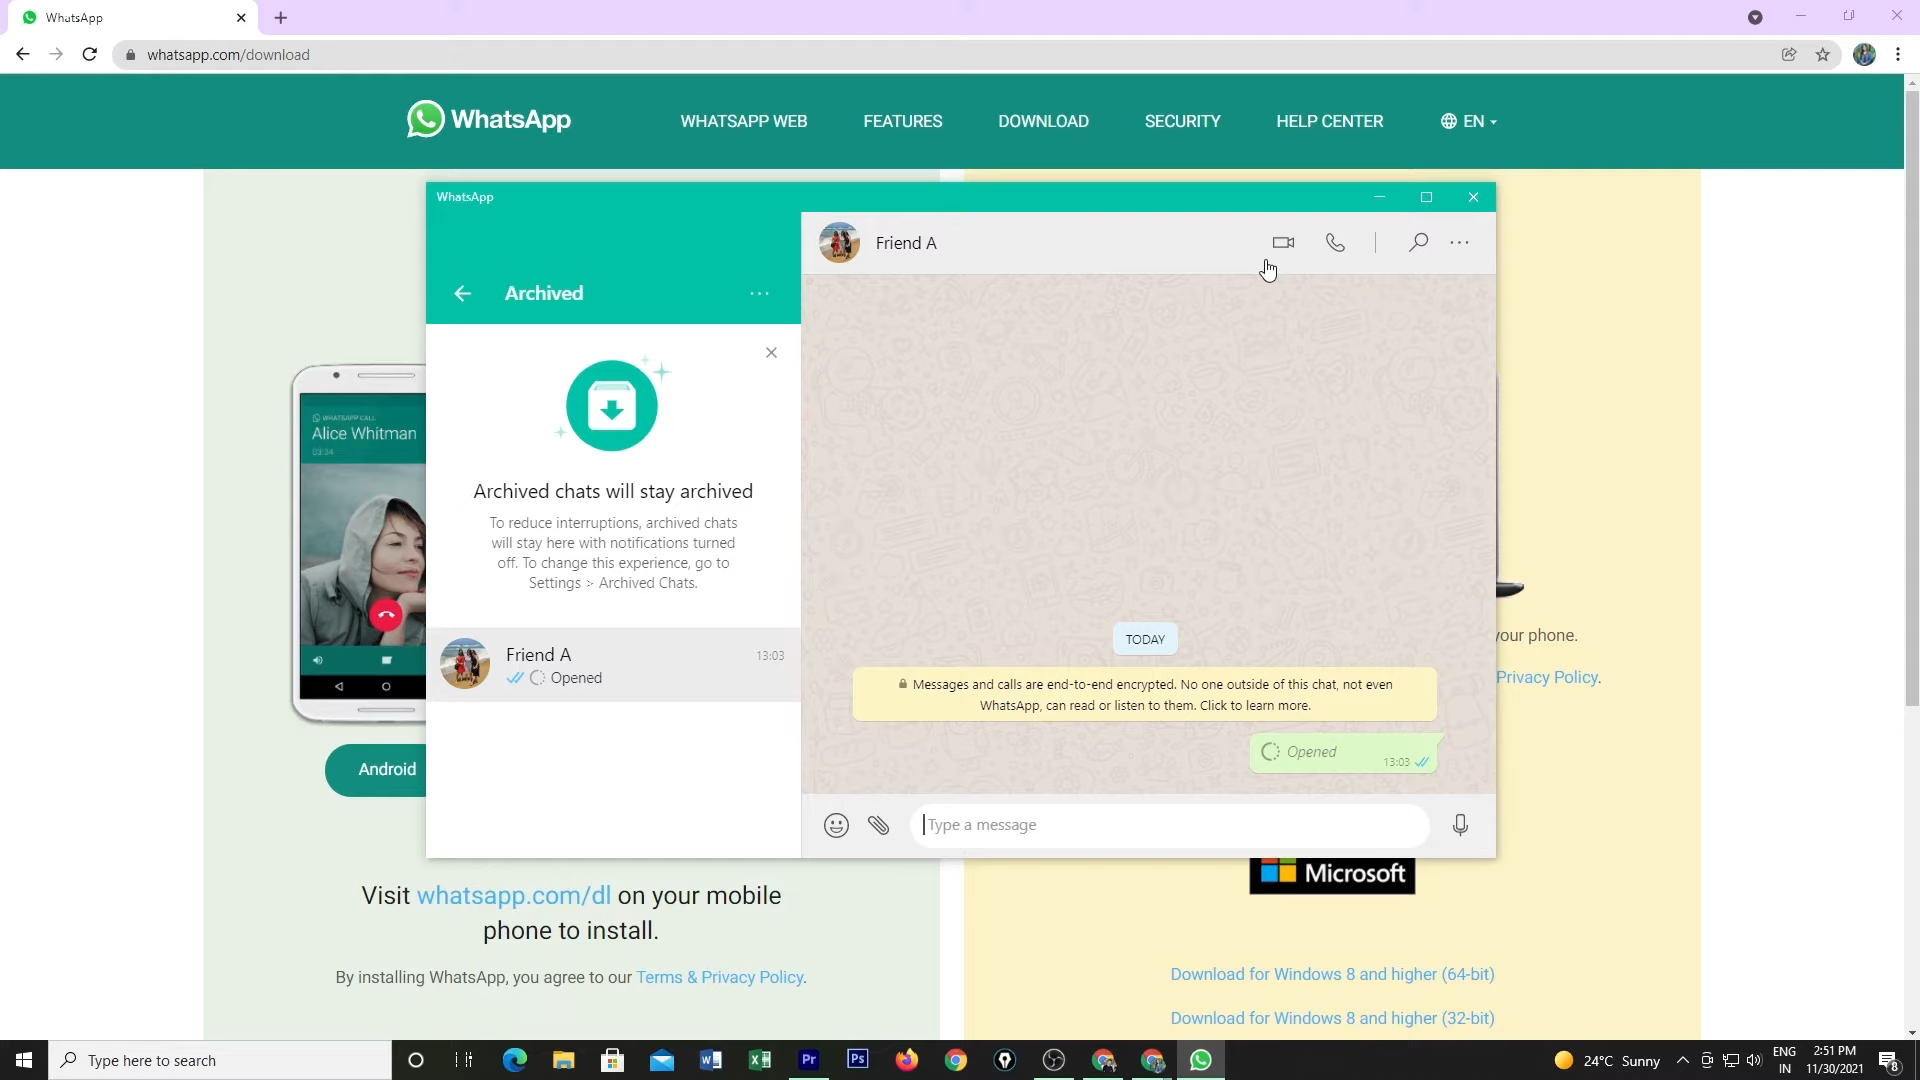 WhatsApp
whatsapp.com/download
WhatsApp
WHATSAPP WEB
FEATURES
DOWNLOAD
SECURITY
HELP CENTER
EN
WhatsApp
Archived
Archived chats will stay archived
To reduce interruptions, archived chats
will stay here with notifications turned
off. To change this experience, go to
Settings > Archived Chats.
Friend A
13:03
Opened
Friend A
TODAY
Messages and calls are end-to-end encrypted. No one outside of this chat, not even
WhatsApp, can read or listen to them. Click to learn more.
Opened
13:03
Type a message
WHATSAPP CALL
Alice Whitman
03:34
Android
Visit whatsapp.com/dl on your mobile
phone to install.
By installing WhatsApp, you agree to our Terms & Privacy Policy.
your phone.
Privacy Policy.
Microsoft
Download for Windows 8 and higher (64-bit)
Download for Windows 8 and higher (32-bit)
Type here to search
Pr
Ps
24°C Sunny
ENG
IN
2:51 PM
11/30/2021
8